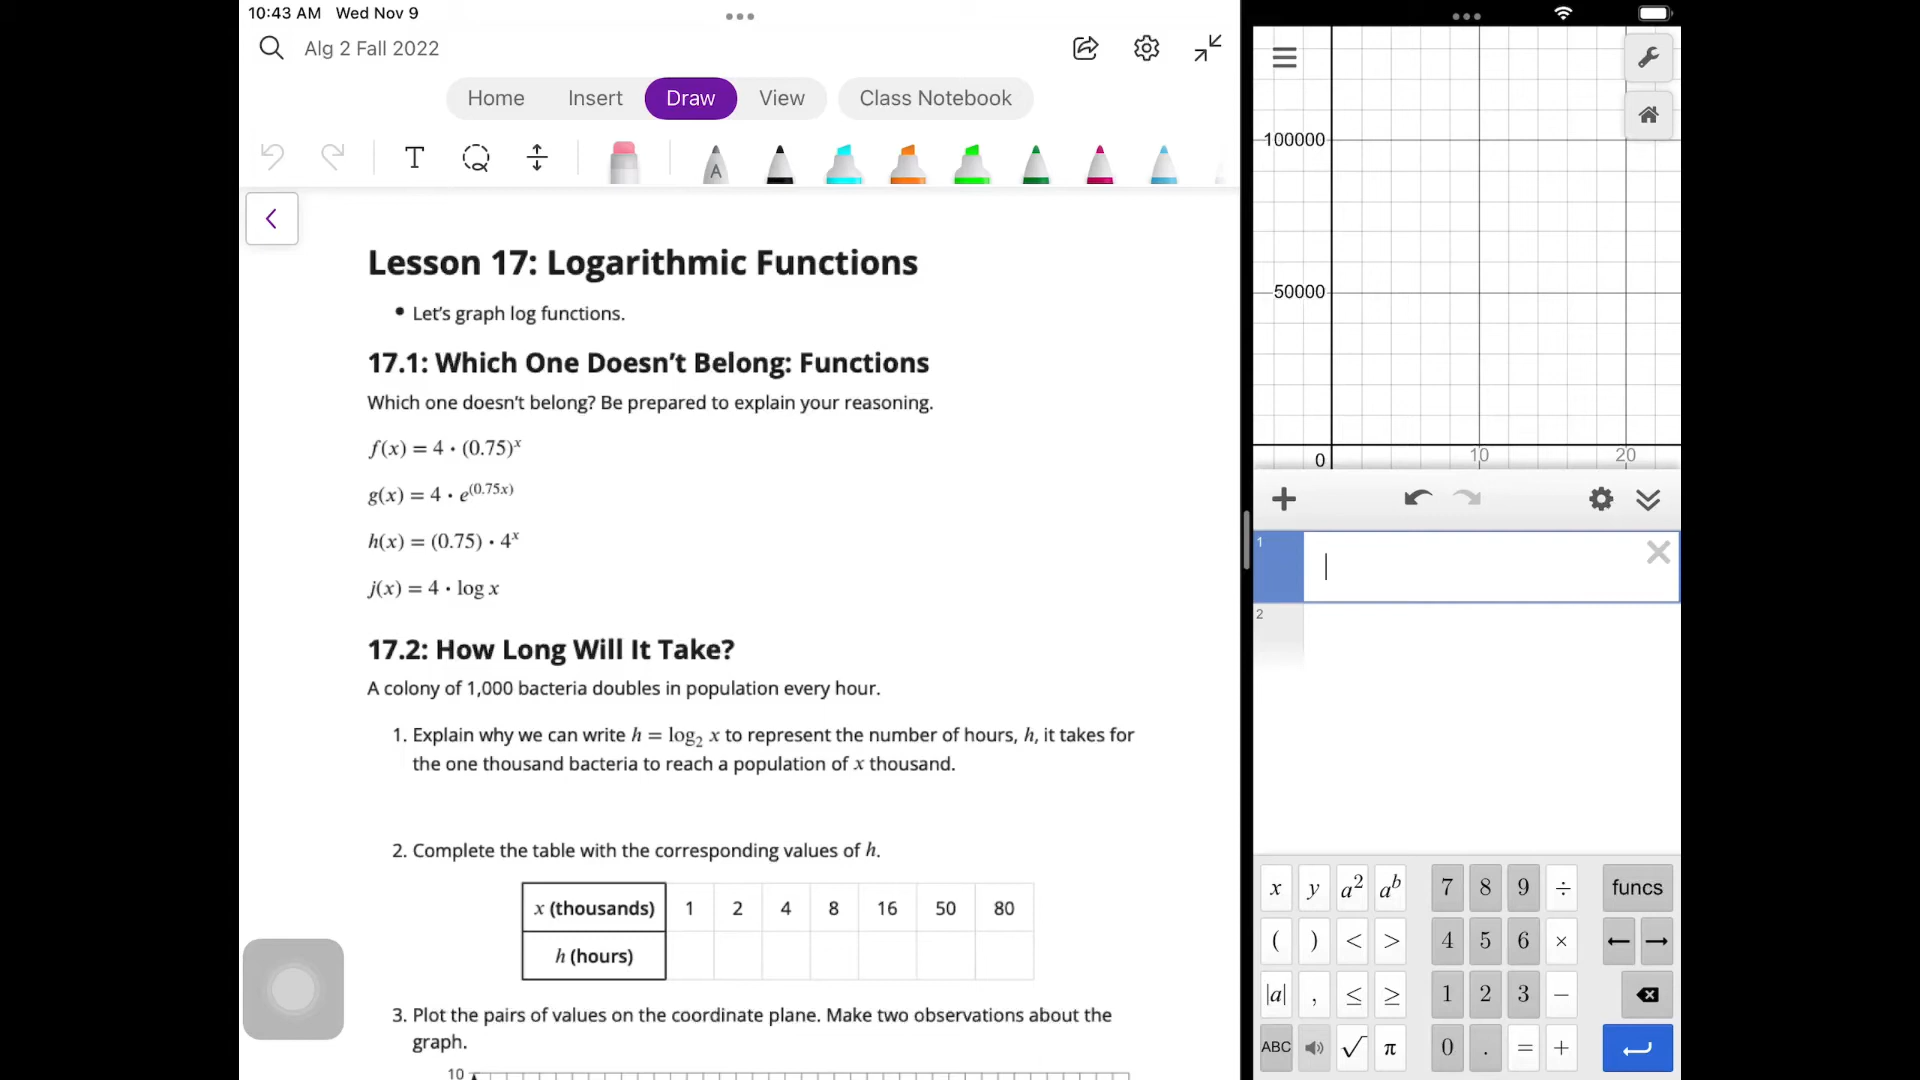 10:43 AM Wed Nov 9
Alg 2 Fall 2022
Home Insert Draw View Class Notebook
T A
Lesson 17: Logarithmic Functions
• Let's graph log functions.
17.1: Which One Doesn't Belong: Functions
Which one doesn't belong? Be prepared to explain your reasoning.
f(x) = 4 · (0.75)^x
g(x) = 4 · e^(0.75x)
h(x) = (0.75) · 4^x
j(x) = 4 · log x
17.2: How Long Will It Take?
A colony of 1,000 bacteria doubles in population every hour.
1. Explain why we can write h = log₂ x to represent the number of hours, h, it takes for
the one thousand bacteria to reach a population of x thousand.
2. Complete the table with the corresponding values of h.
x (thousands) 1 2 4 8 16 50 80
h (hours)
3. Plot the pairs of values on the coordinate plane. Make two observations about the
graph.
10
100000
50000
0 10 20
1
2
x y a² a^b 7 8 9 ÷ funcs
( ) < > 4 5 6 × ← →
|a| , ≤ ≥ 1 2 3 −
ABC √ π 0 . = +